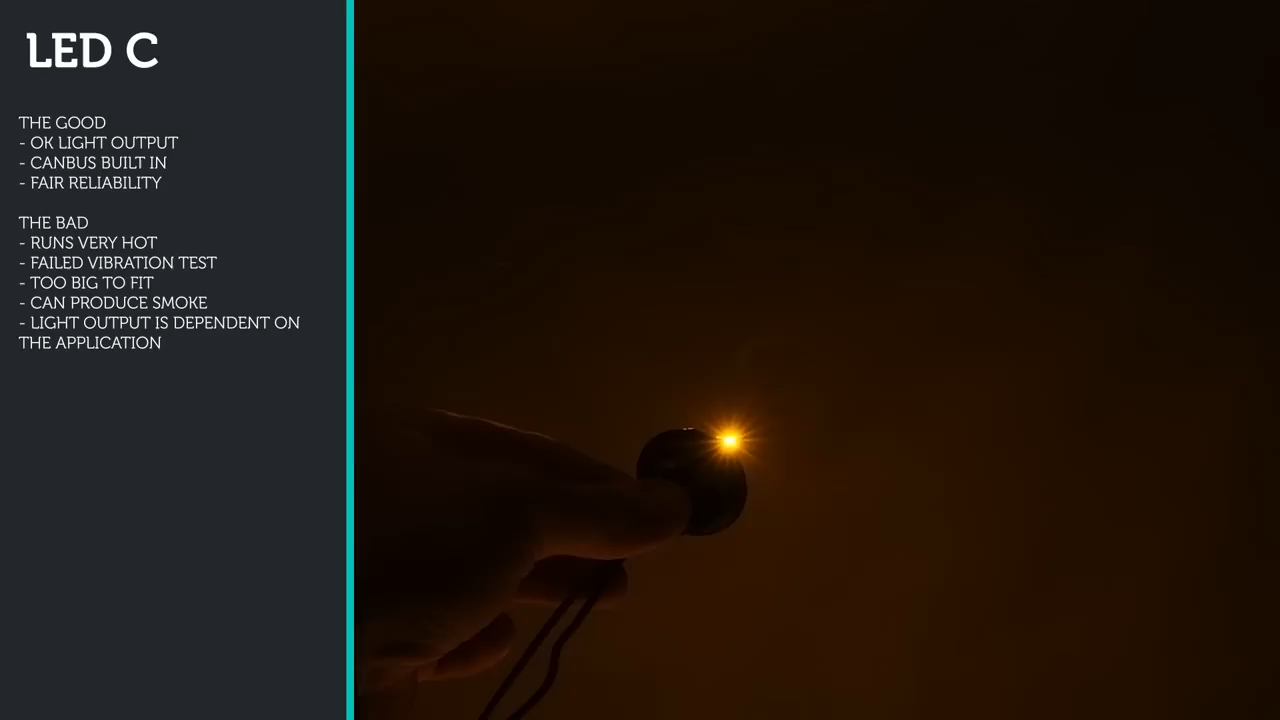 LED C
THE GOOD
- OK LIGHT OUTPUT
- CANBUS BUILT IN
- FAIR RELIABILITY
THE BAD
- RUNS VERY HOT
- FAILED VIBRATION TEST
- TOO BIG TO FIT
- CAN PRODUCE SMOKE
- LIGHT OUTPUT IS DEPENDENT ON
THE APPLICATION